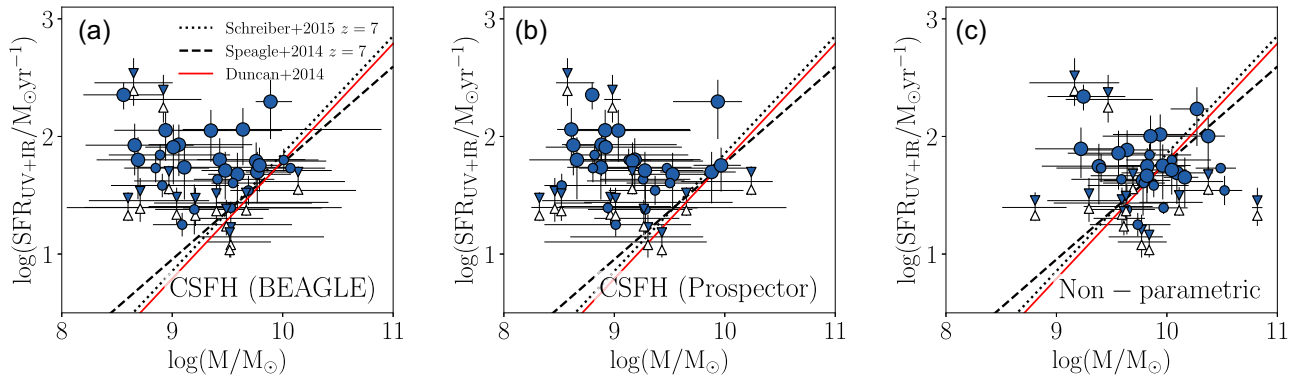 (a)
Schreiber+2015 z = 7
Speagle+2014 z = 7
Duncan+2014
CSFH (BEAGLE)
log(SFR_UV+IR/M⊙yr⁻¹)
3
2
1
8 9 10 11
log(M/M⊙)
(b)
CSFH (Prospector)
log(SFR_UV+IR/M⊙yr⁻¹)
3
2
1
8 9 10 11
log(M/M⊙)
(c)
Non − parametric
log(SFR_UV+IR/M⊙yr⁻¹)
3
2
1
8 9 10 11
log(M/M⊙)